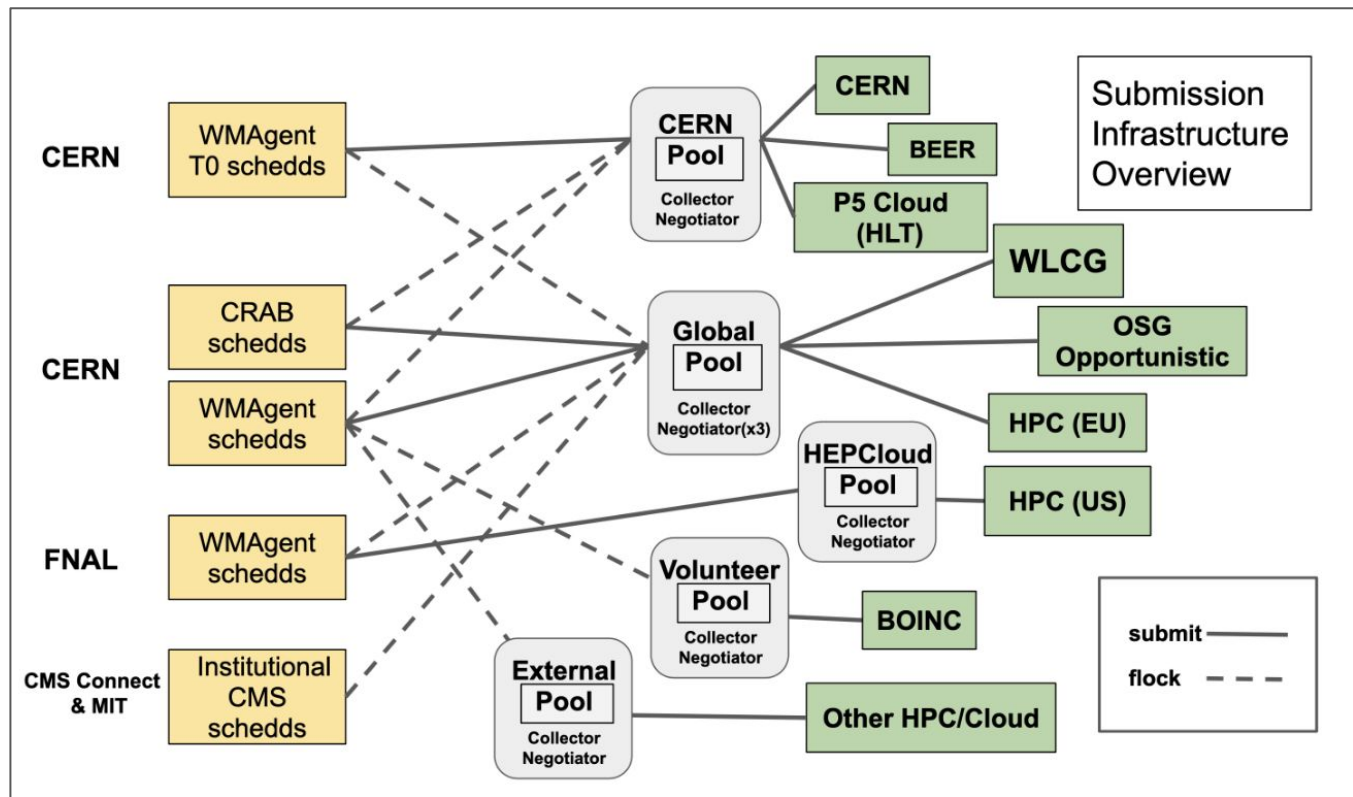 Submission
Infrastructure
Overview
CERN
WMAgent
T0 schedds
CERN
Pool
Collector
Negotiator
CERN
BEER
P5 Cloud
(HLT)
CERN
CRAB
schedds
WMAgent
schedds
Global
Pool
Collector
Negotiator(x3)
WLCG
OSG
Opportunistic
HPC (EU)
HEPCloud
Pool
Collector
Negotiator
HPC (US)
FNAL
WMAgent
schedds
Volunteer
Pool
Collector
Negotiator
BOINC
CMS Connect
& MIT
Institutional
CMS
schedds
External
Pool
Collector
Negotiator
Other HPC/Cloud
submit
flock